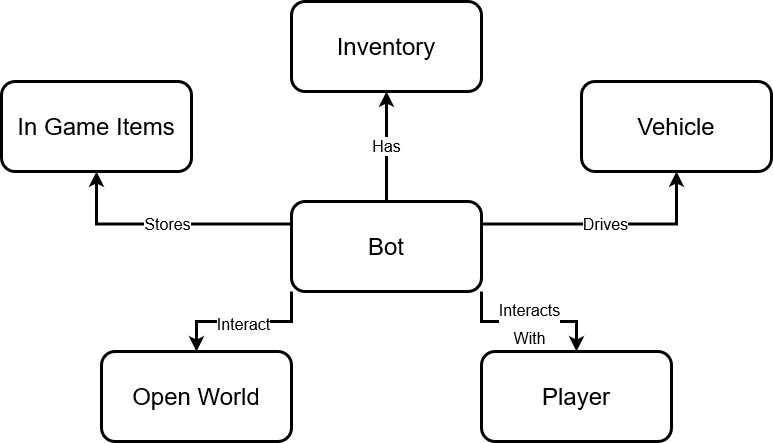 Inventory
In Game Items
Vehicle
Has
Stores
Drives
Bot
Interact
Interacts
With
Open World
Player